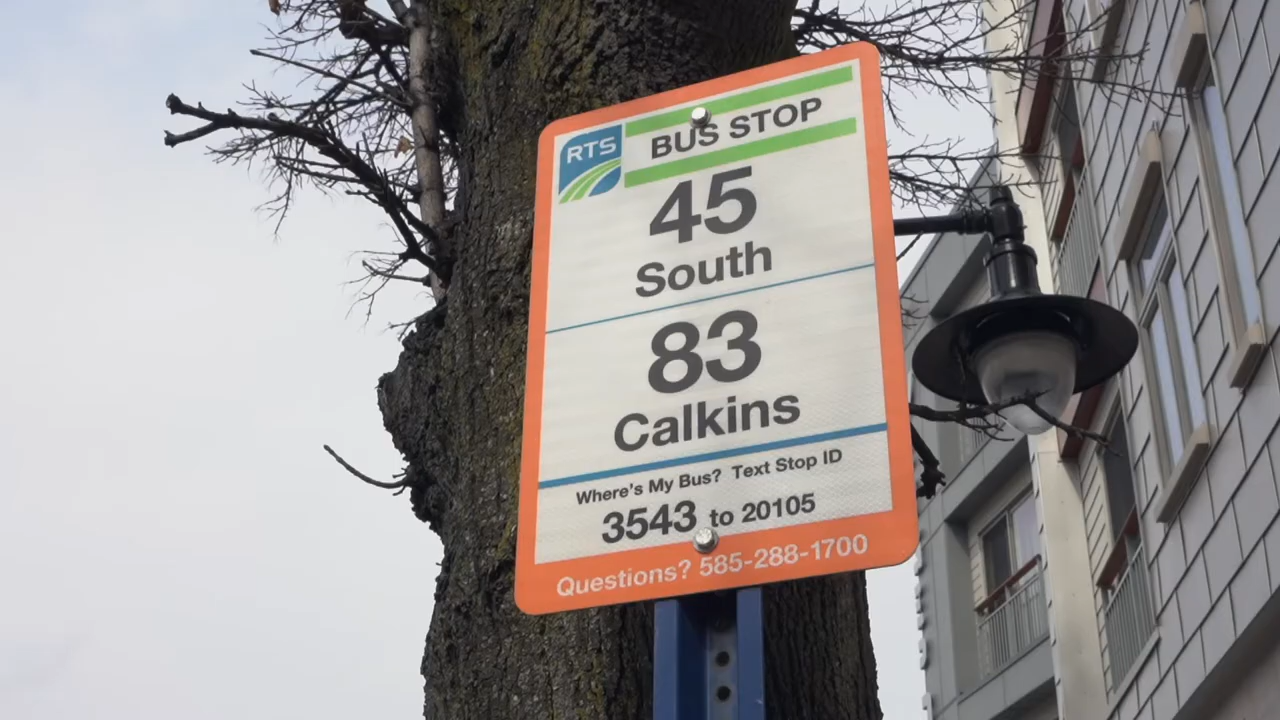 RTS
BUS STOP
45
South
83
Calkins
Where's My Bus? Text Stop ID
3543 to 20105
Questions? 585-288-1700